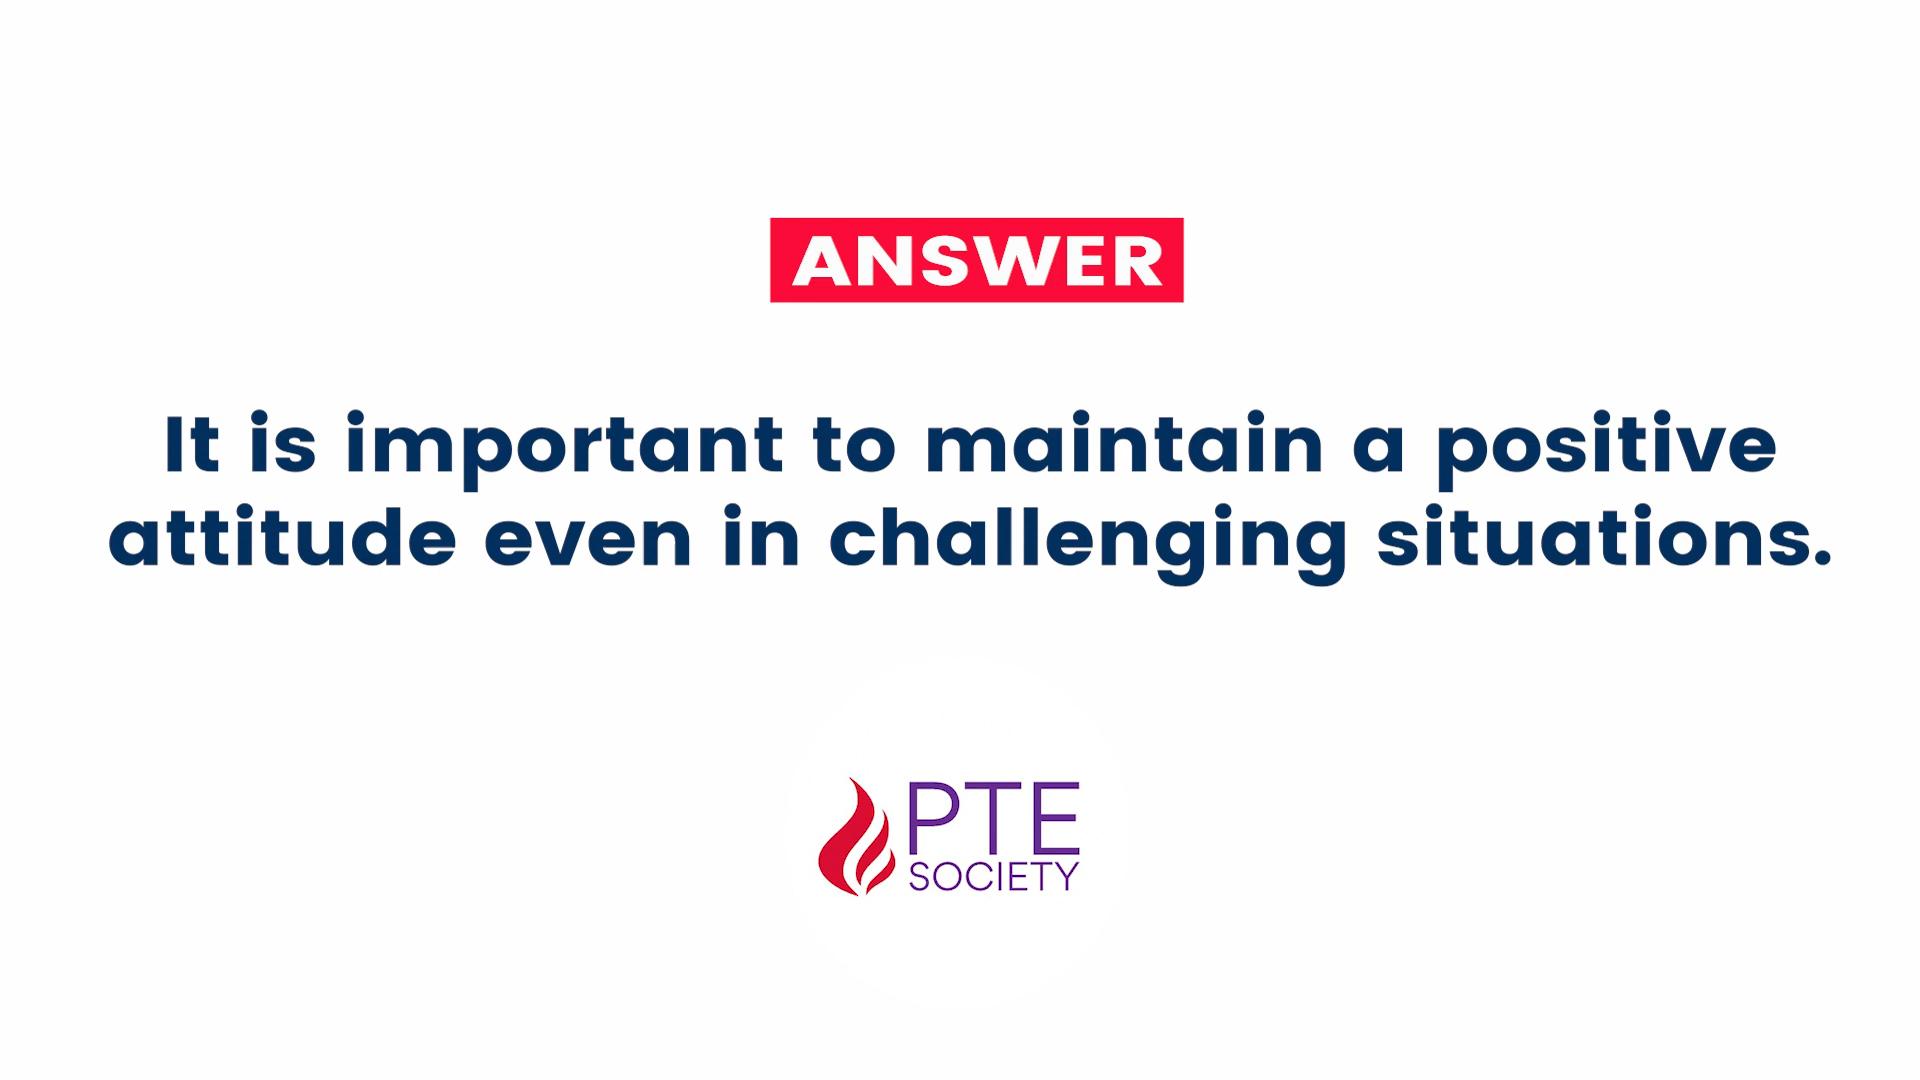 ANSWER
It is important to maintain a positive
attitude even in challenging situations.
PTE
SOCIETY